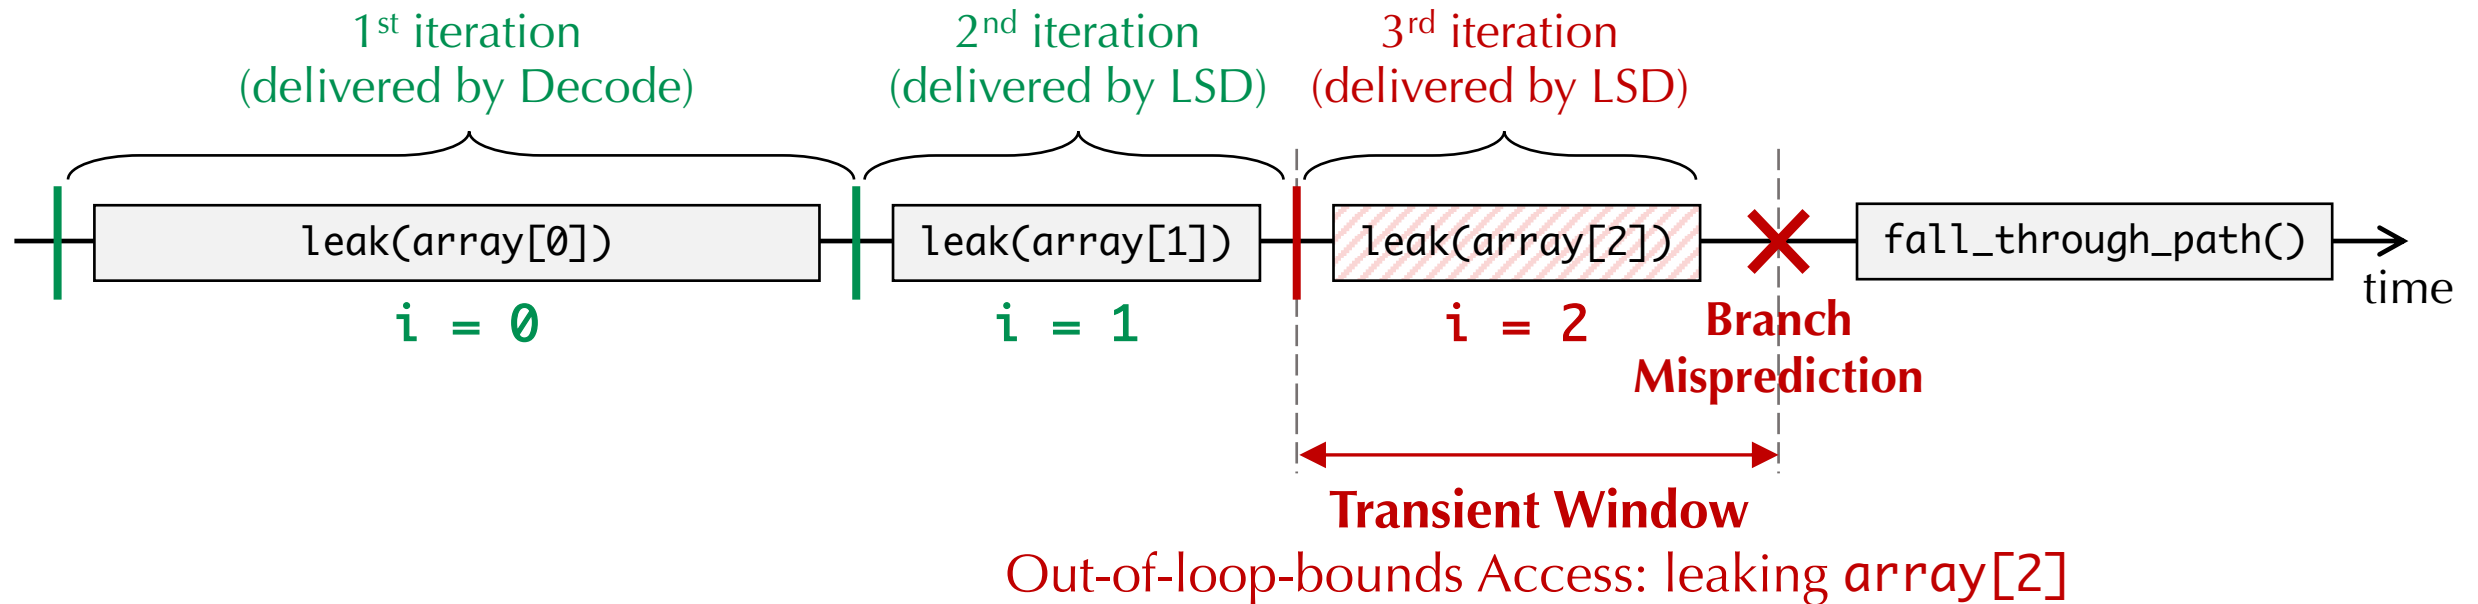 1st iteration
(delivered by Decode)
2nd iteration
(delivered by LSD)
3rd iteration
(delivered by LSD)
leak(array[0])
leak(array[1])
leak(array[2])
fall_through_path()
time
i = 0
i = 1
i = 2
Branch
Misprediction
Transient Window
Out-of-loop-bounds Access: leaking array[2]